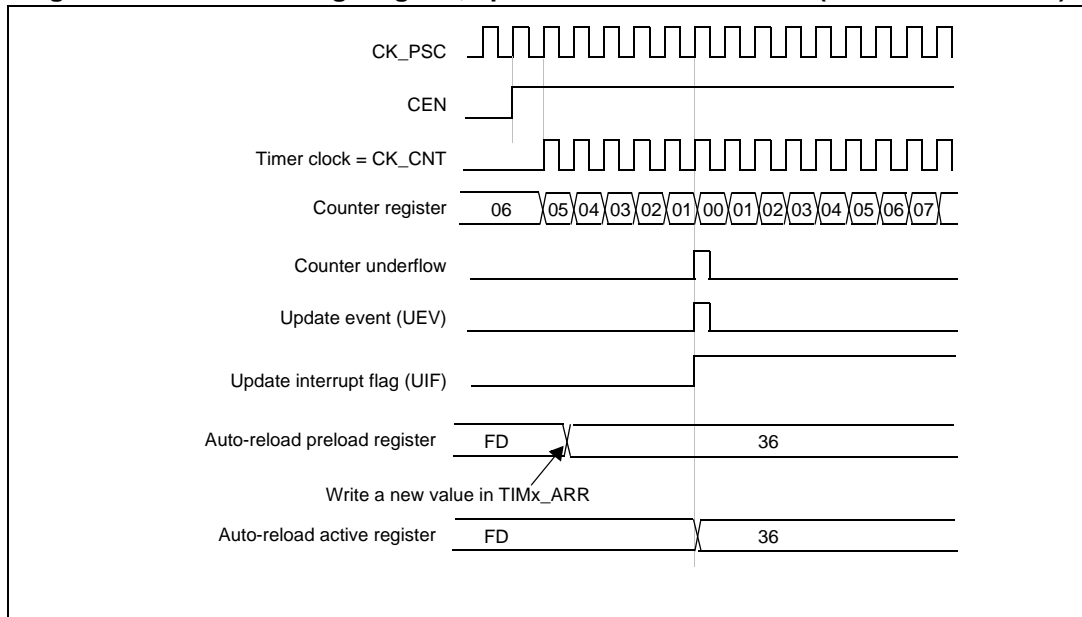 CK_PSC
CEN
Timer clock = CK_CNT
Counter register 06 05 04 03 02 01 00 01 02 03 04 05 06 07
Counter underflow
Update event (UEV)
Update interrupt flag (UIF)
Auto-reload preload register FD 36
Write a new value in TIMx_ARR
Auto-reload active register FD 36